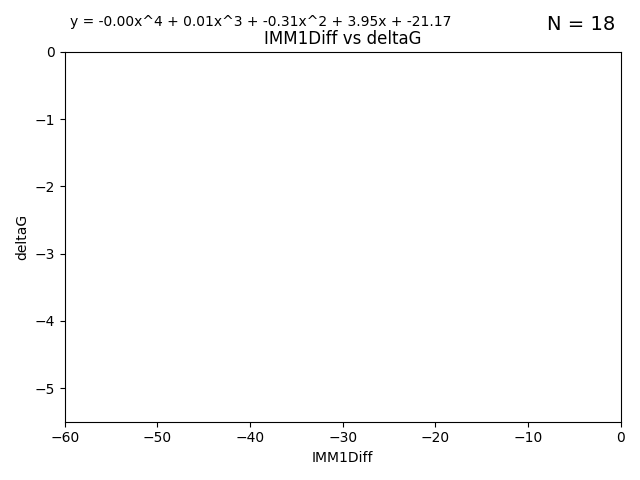 y = -0.00x^4 + 0.01x^3 + -0.31x^2 + 3.95x + -21.17
N = 18
IMM1Diff vs deltaG
0
−1
−2
−3
−4
−5
deltaG
−60 −50 −40 −30 −20 −10 0
IMM1Diff